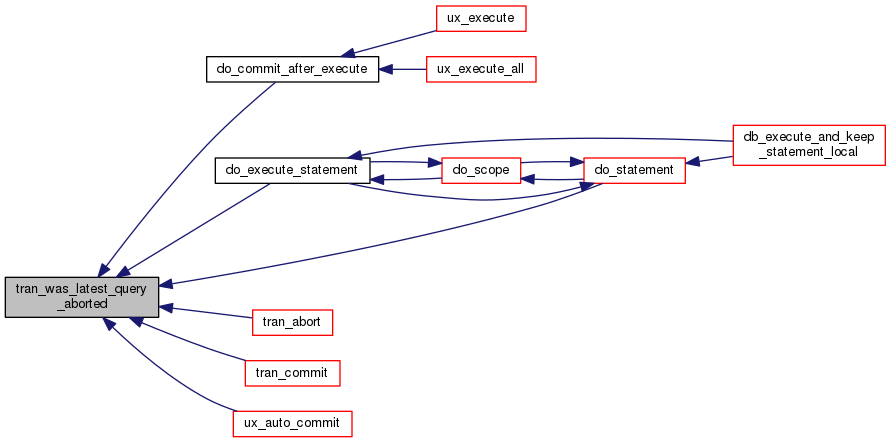 ux_execute
do_commit_after_execute
ux_execute_all
db_execute_and_keep
_statement_local
do_execute_statement
do_scope
do_statement
tran_was_latest_query
_aborted
tran_abort
tran_commit
ux_auto_commit